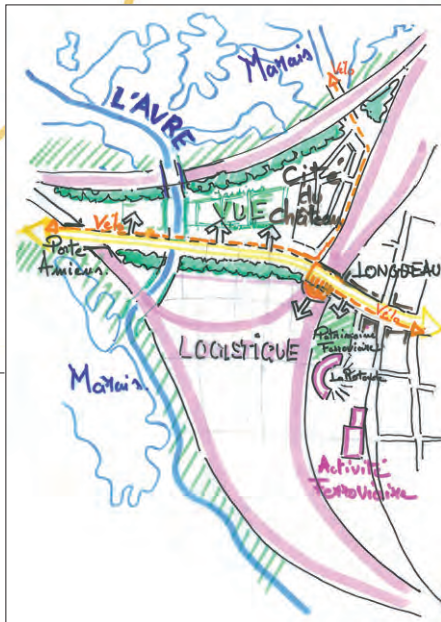 Marais
Vélo
L'AVRE
Cité
du
Château
VUE
Vélo
Porte
Amiens.
LONGUEAU
Vélo
Patrimoine
Ferroviaire
LOGISTIQUE
La Rotonde
Marais.
Activité
Ferroviaire